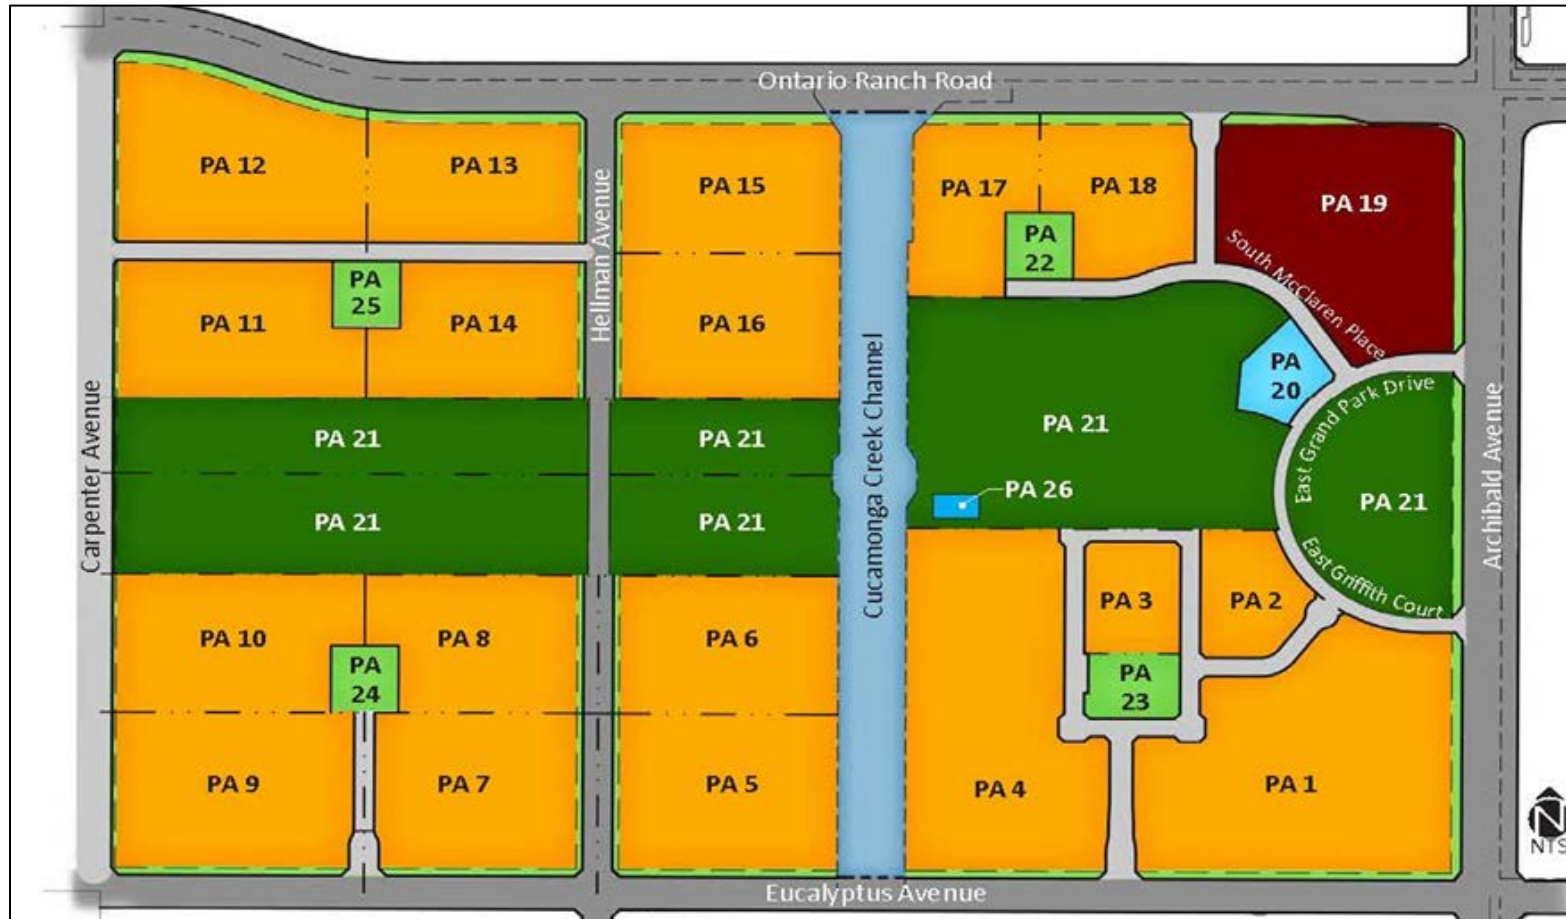 Ontario Ranch Road
PA 12
PA 13
PA 15
PA 17
PA 18
PA 19
Hellman Avenue
PA
22
South McClaren Place
PA
25
PA 11
PA 14
PA 16
Cucamonga Creek Channel
PA
20
East Grand Park Drive
Carpenter Avenue
Archibald Avenue
PA 21
PA 21
PA 21
PA 26
PA 21
PA 21
PA 21
East Griffith Court
PA 10
PA 8
PA 6
PA 3
PA 2
PA
24
PA
23
PA 9
PA 7
PA 5
PA 4
PA 1
N
NTS
Eucalyptus Avenue